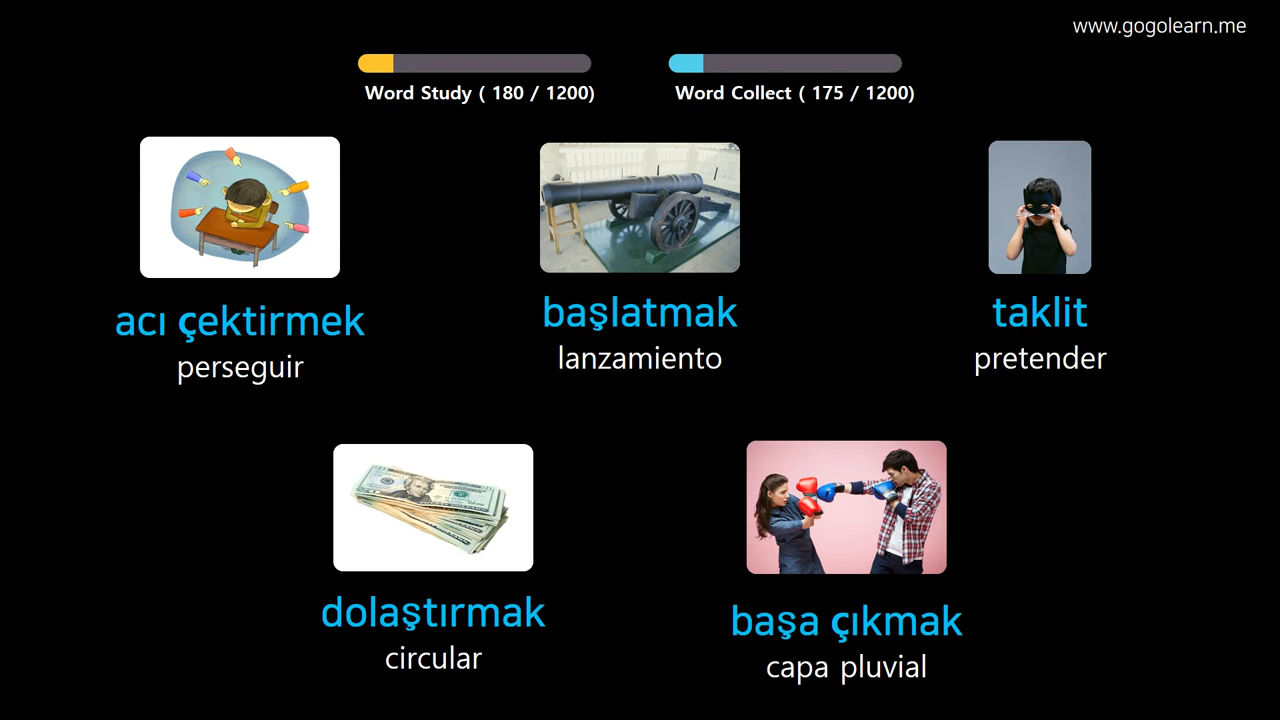 www.gogolearn.me
Word Study ( 180 / 1200)
Word Collect ( 175 / 1200)
acı çektirmek
perseguir
başlatmak
lanzamiento
taklit
pretender
dolaştırmak
circular
başa çıkmak
capa pluvial